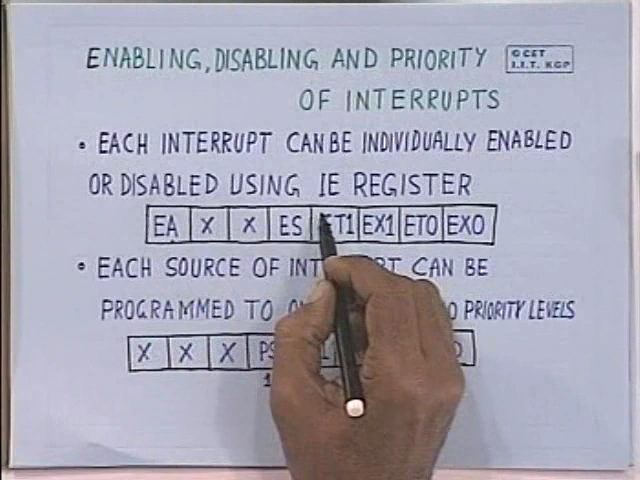 ENABLING, DISABLING AND PRIORITY
© CET
I.I.T. KGP
OF INTERRUPTS
• EACH INTERRUPT CAN BE INDIVIDUALLY ENABLED
OR DISABLED USING IE REGISTER
EA X X ES ET1 EX1 ET0 EX0
• EACH SOURCE OF CAN BE
PROGRAMMED TO PRIORITY LEVELS
X X X